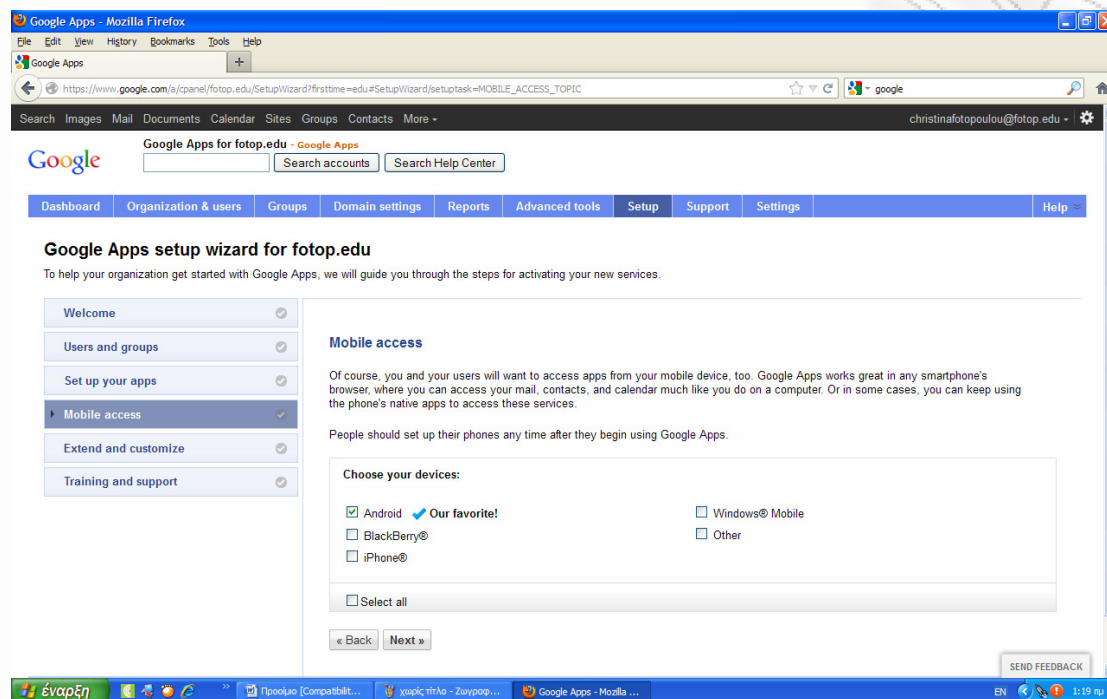 Google Apps - Mozilla Firefox
File Edit View History Bookmarks Tools Help
Google Apps +
https://www.google.com/a/cpanel/fotop.edu/SetupWizard?firsttime=edu#SetupWizard/setuptask=MOBILE_ACCESS_TOPIC google
Search Images Mail Documents Calendar Sites Groups Contacts More christinafotopoulou@fotop.edu
Google Apps for fotop.edu - Google Apps
Google Search accounts Search Help Center
Dashboard Organization & users Groups Domain settings Reports Advanced tools Setup Support Settings Help
Google Apps setup wizard for fotop.edu
To help your organization get started with Google Apps, we will guide you through the steps for activating your new services.
Welcome
Users and groups
Set up your apps
Mobile access
Extend and customize
Training and support
Mobile access
Of course, you and your users will want to access apps from your mobile device, too. Google Apps works great in any smartphone's
browser, where you can access your mail, contacts, and calendar much like you do on a computer. Or in some cases, you can keep using
the phone's native apps to access these services.
People should set up their phones any time after they begin using Google Apps.
Choose your devices:
Android Our favorite! Windows® Mobile
BlackBerry® Other
iPhone®
Select all
« Back Next »
SEND FEEDBACK
έναρξη » Προοίμιο [Compatibilit... χωρίς τίτλο - Ζωγραφ... Google Apps - Moz­illa ... EN 1:19 πμ